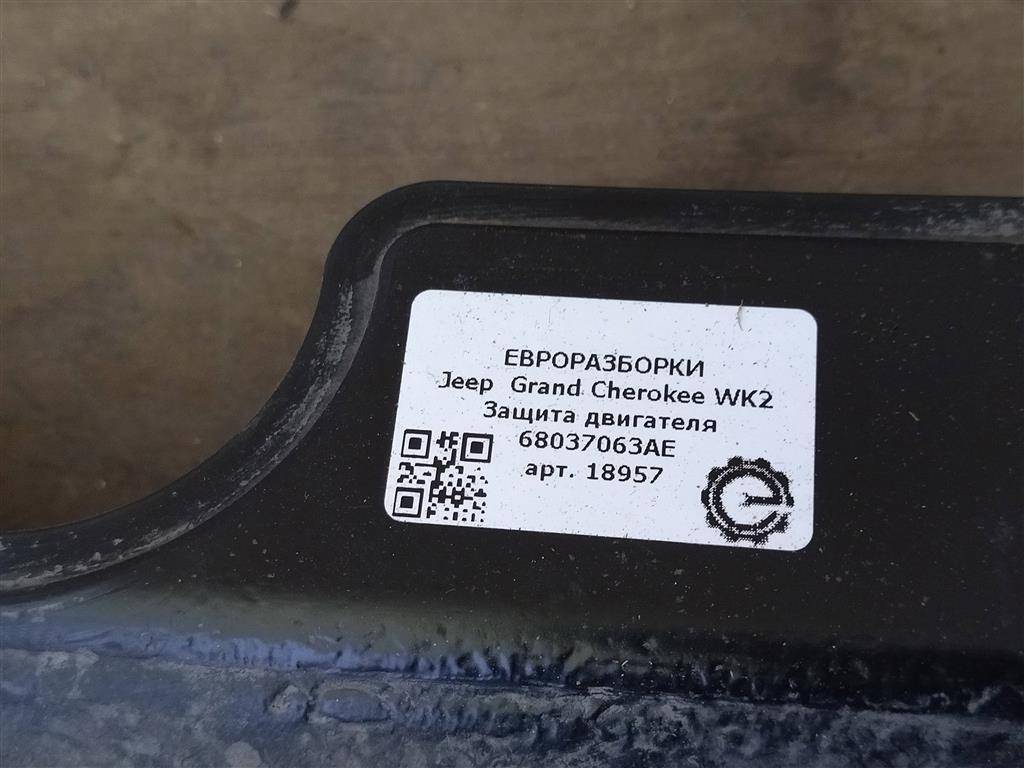 ЕВРОРАЗБОРКИ
Jeep Grand Cherokee WK2
Защита двигателя
68037063AE
арт. 18957